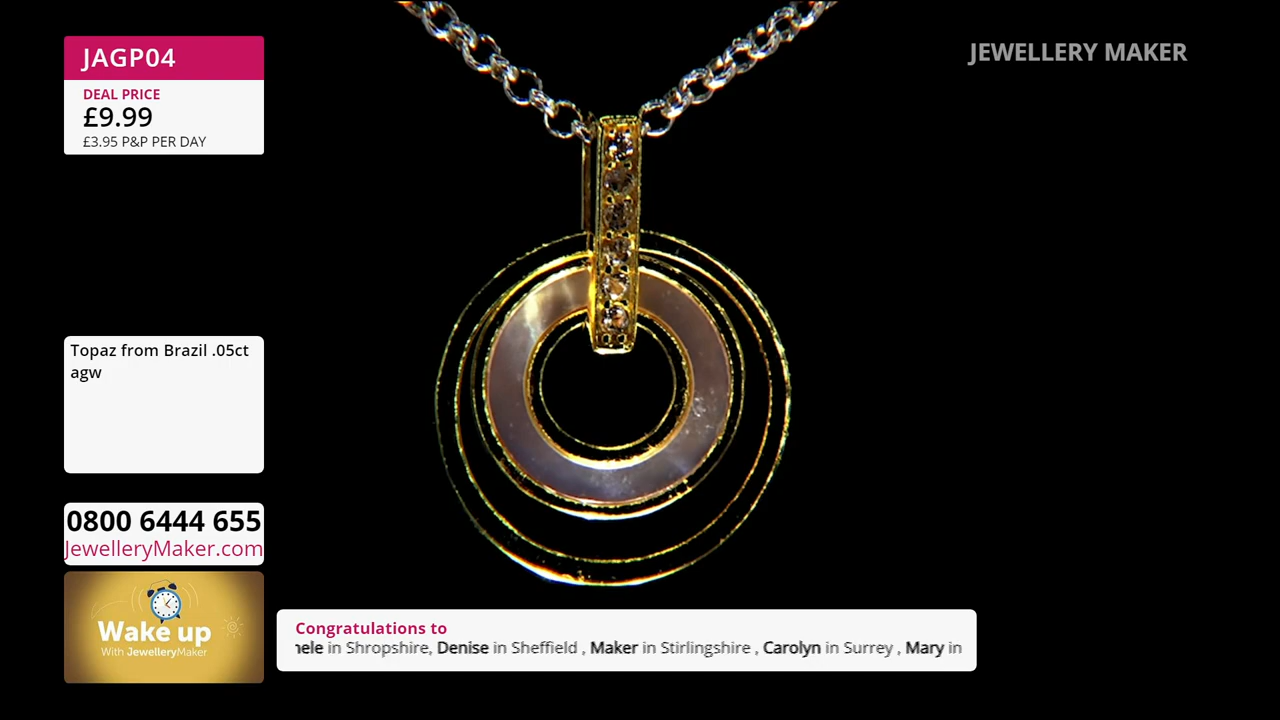 JAGP04
DEAL PRICE
£9.99
£3.95 P&P PER DAY
JEWELLERY MAKER
Topaz from Brazil .05ct
agw
0800 6444 655
JewelleryMaker.com
Wake up
With JewelleryMaker
Congratulations to
in Shropshire, Denise in Sheffield , Maker in Stirlingshire , Carolyn in Surrey , Mary in